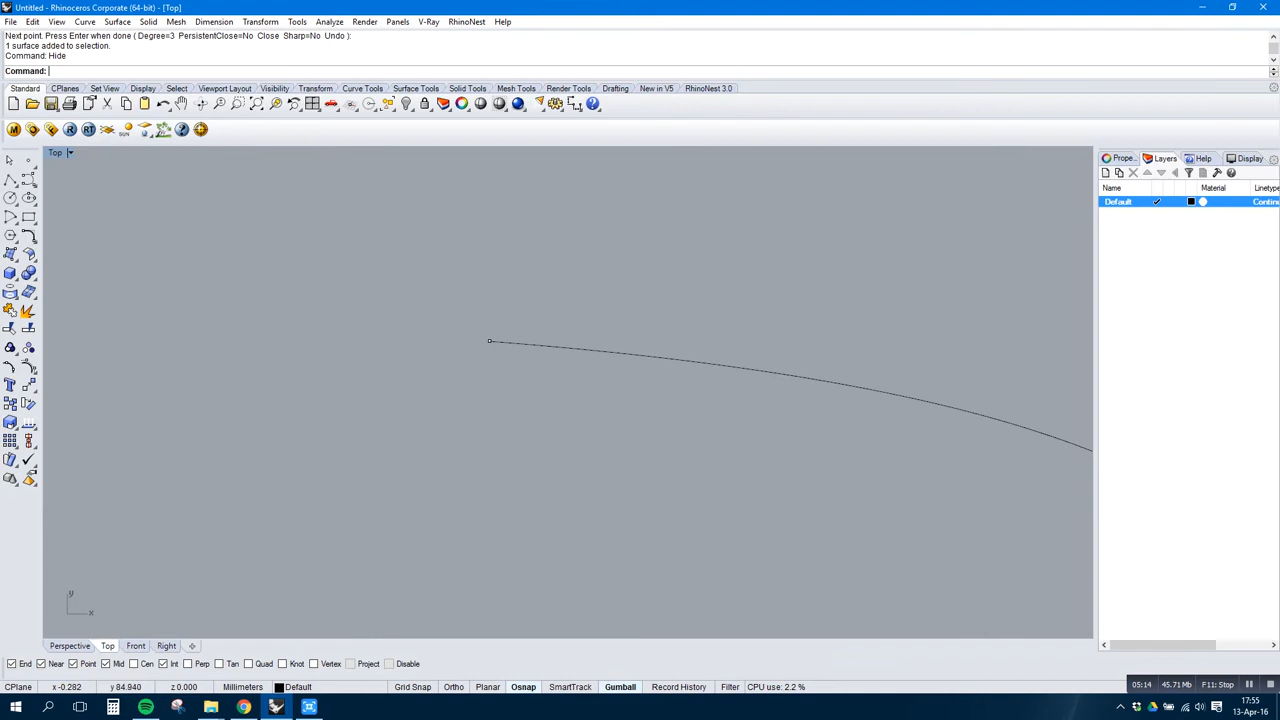 Untitled - Rhinoceros Corporate (64-bit) - [Top]
File Edit View Curve Surface Solid Mesh Dimension Transform Tools Analyze Render Panels V-Ray RhinoNest Help
Next point. Press Enter when done ( Degree=3 PersistentClose=No Close Sharp=No Undo ):
1 surface added to selection.
Command: Hide
Command:
Standard CPlanes Set View Display Select Viewport Layout Visibility Transform Curve Tools Surface Tools Solid Tools Mesh Tools Render Tools Drafting New in V5 RhinoNest 3.0
M R RT SUN
Top
Prope... Layers Help Display
Name Material Linetype
Default Contin
y
x
Perspective Top Front Right
End Near Point Mid Cen Int Perp Tan Quad Knot Vertex Project Disable
CPlane x -0.282 y 84.940 z 0.000 Millimeters Default Grid Snap Ortho Planar Osnap SmartTrack Gumball Record History Filter CPU use: 2.2 %
05:14 45.71 Mb F11: Stop
17:55
13-Apr-16